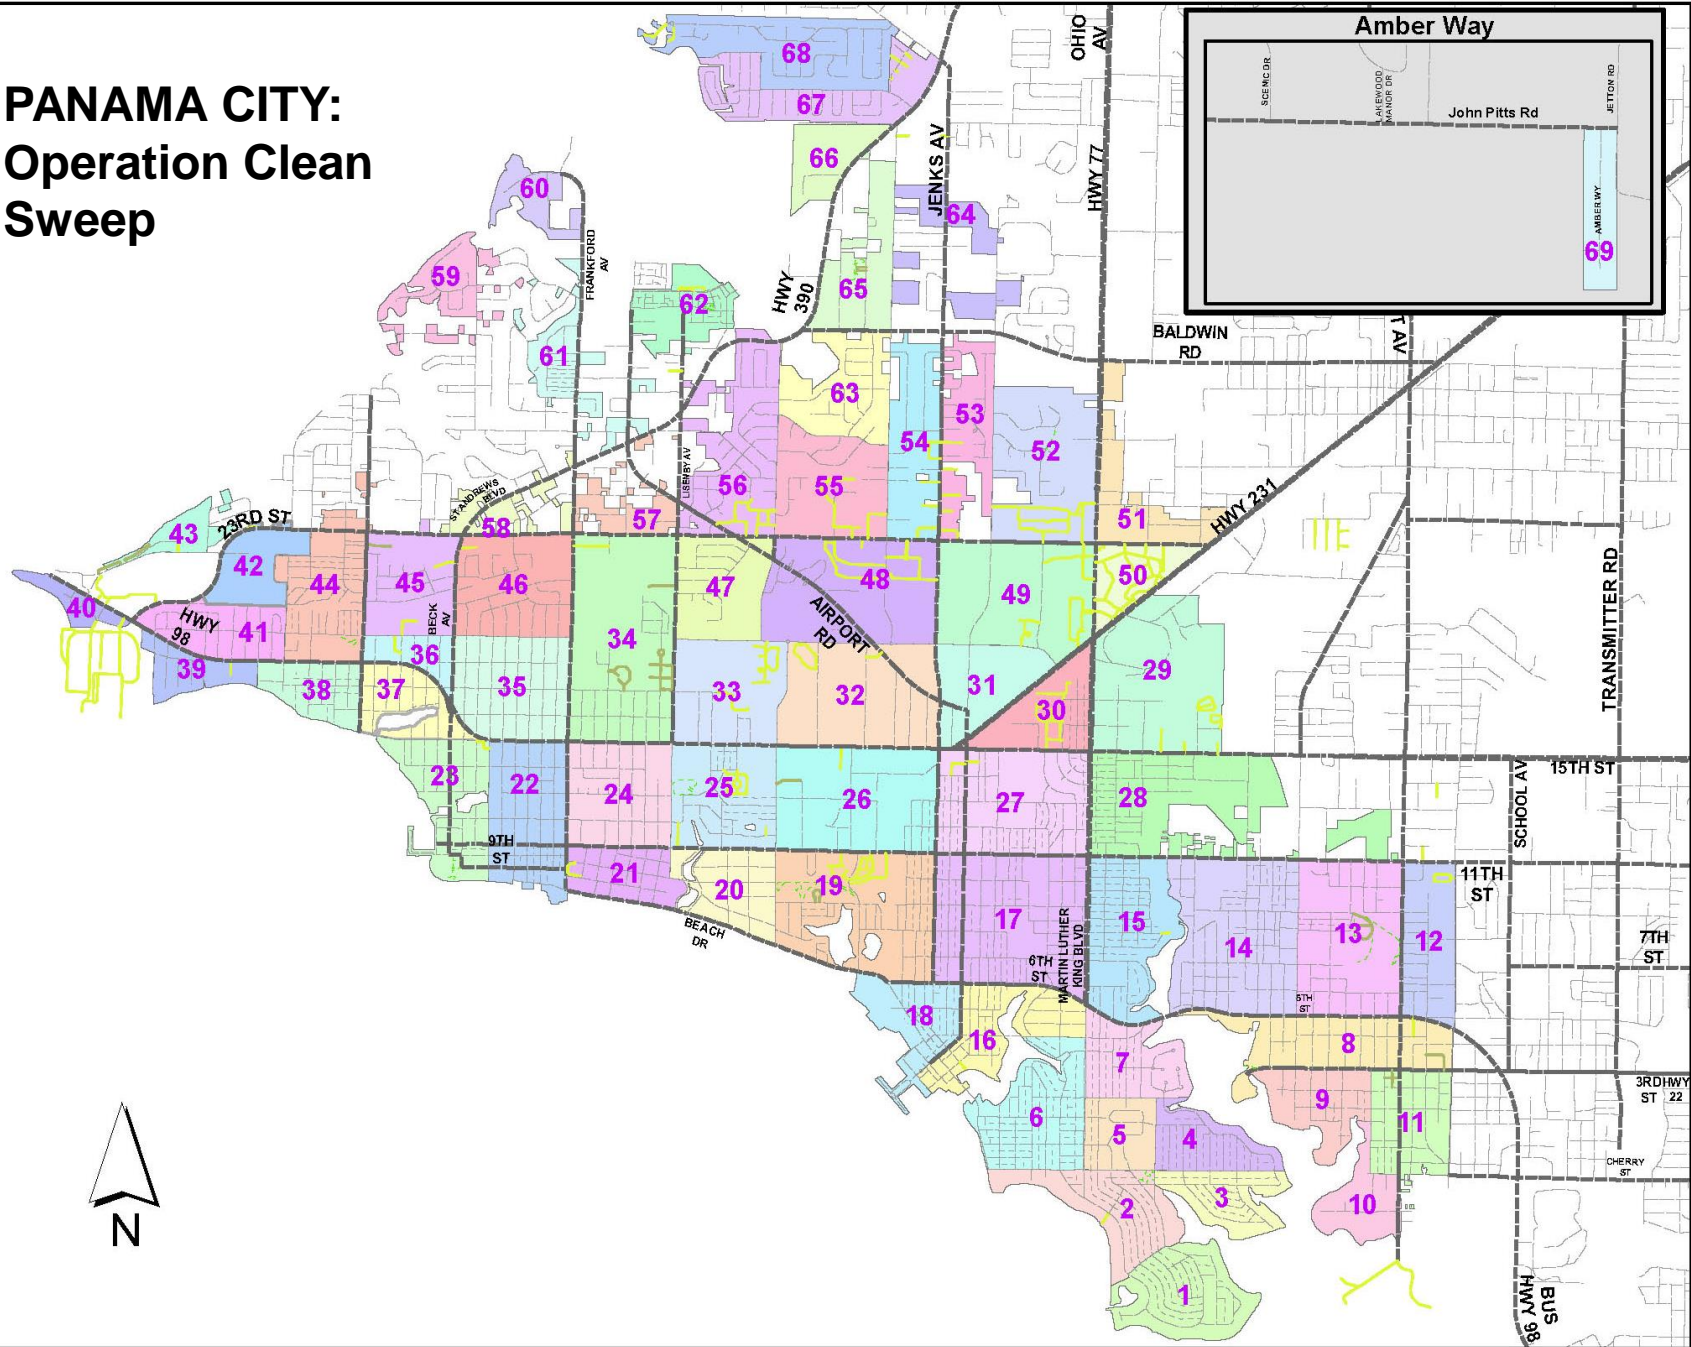 PANAMA CITY:
Operation Clean
Sweep
Amber Way
SCENIC DR
LAKEWOOD
MANOR DR
John Pitts Rd
JETTON RD
AMBER WY
69
OHIO
AV
68
67
66
JENKS AV
HWY 77
60
64
FRANKFORD
AV
59
65
62
HWY
390
61
BALDWIN
RD
T AV
63
53
54
52
LISENBY AV
56
55
57
ST ANDREWS
BLVD
58
51
HWY 231
43
23RD ST
42
44
45
46
47
48
49
50
TRANSMITTER RD
40
HWY
98
41
BECK
AV
34
AIRPORT
RD
36
39
38
37
35
33
32
31
30
29
23
22
24
25
26
27
28
15TH ST
SCHOOL AV
9TH
ST
21
20
19
17
15
14
13
12
11TH
ST
BEACH
DR
MARTIN LUTHER
KING BLVD
6TH
ST
7TH
ST
5TH
ST
18
16
8
7
6
9
3RD
ST
HWY
22
5
4
11
CHERRY
ST
2
3
10
N
1
BUS
HWY 98